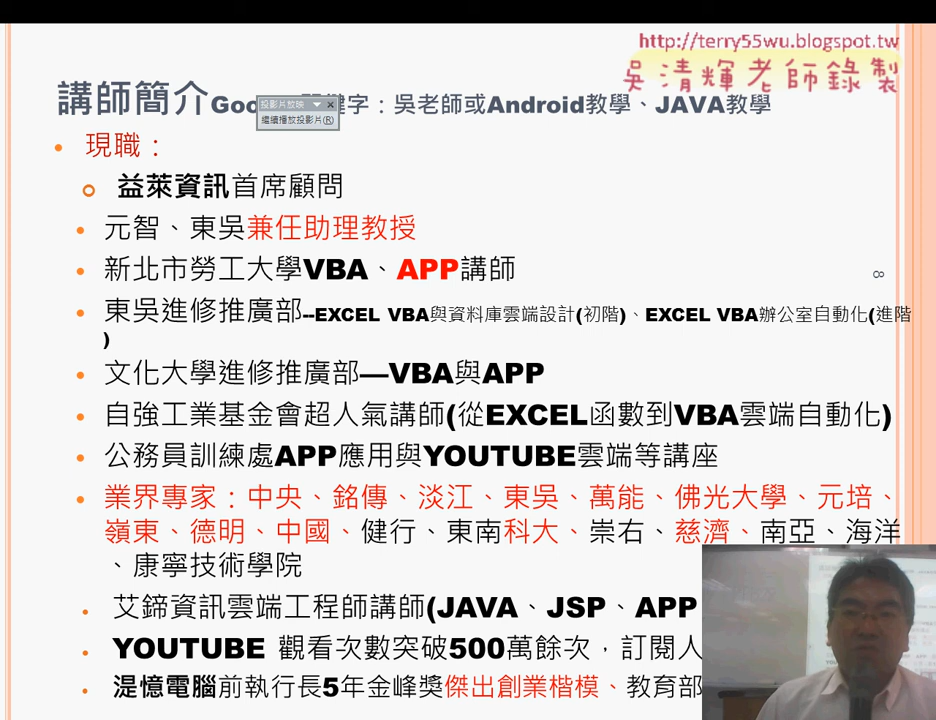 http://terry55wu.blogspot.tw
吳清輝老師錄製
講師簡介Goo 鍵字：吳老師或Android教學、JAVA教學
投影片放映
繼續播放投影片(R)
• 現職：
益萊資訊首席顧問
• 元智、東吳兼任助理教授
• 新北市勞工大學VBA、APP講師
8
• 東吳進修推廣部--EXCEL VBA與資料庫雲端設計(初階)、EXCEL VBA辦公室自動化(進階
)
• 文化大學進修推廣部—VBA與APP
• 自強工業基金會超人氣講師(從EXCEL函數到VBA雲端自動化)
• 公務員訓練處APP應用與YOUTUBE雲端等講座
• 業界專家：中央、銘傳、淡江、東吳、萬能、佛光大學、元培、
嶺東、德明、中國、健行、東南科大、崇右、慈濟、南亞、海洋
、康寧技術學院
• 艾鍗資訊雲端工程師講師(JAVA、JSP、APP
• YOUTUBE 觀看次數突破500萬餘次，訂閱人
• 湜憶電腦前執行長5年金峰獎傑出創業楷模、教育部